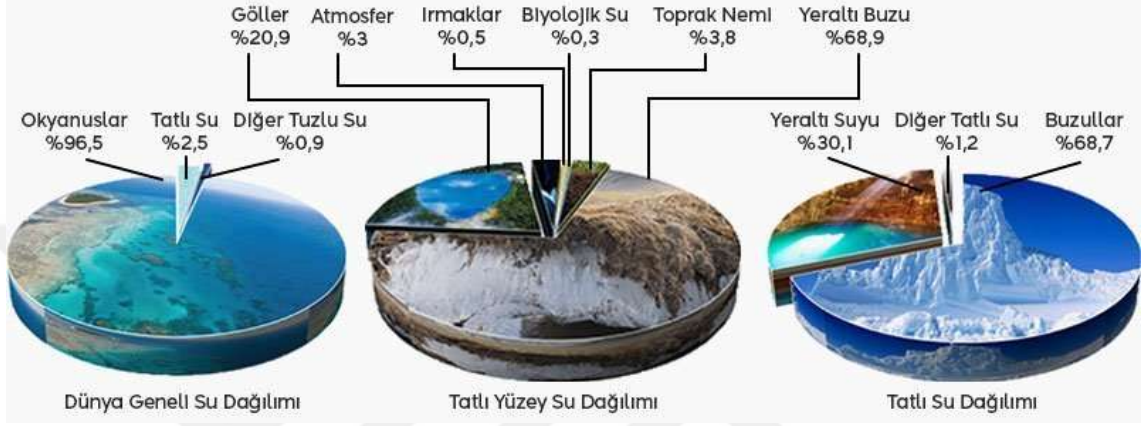 Göller
%20,9
Atmosfer
%3
Irmaklar
%0,5
Biyolojik Su
%0,3
Toprak Nemi
%3,8
Yeraltı Buzu
%68,9
Okyanuslar
%96,5
Tatlı Su
%2,5
Diğer Tuzlu Su
%0,9
Yeraltı Suyu
%30,1
Diğer Tatlı Su
%1,2
Buzullar
%68,7
Dünya Geneli Su Dağılımı
Tatlı Yüzey Su Dağılımı
Tatlı Su Dağılımı